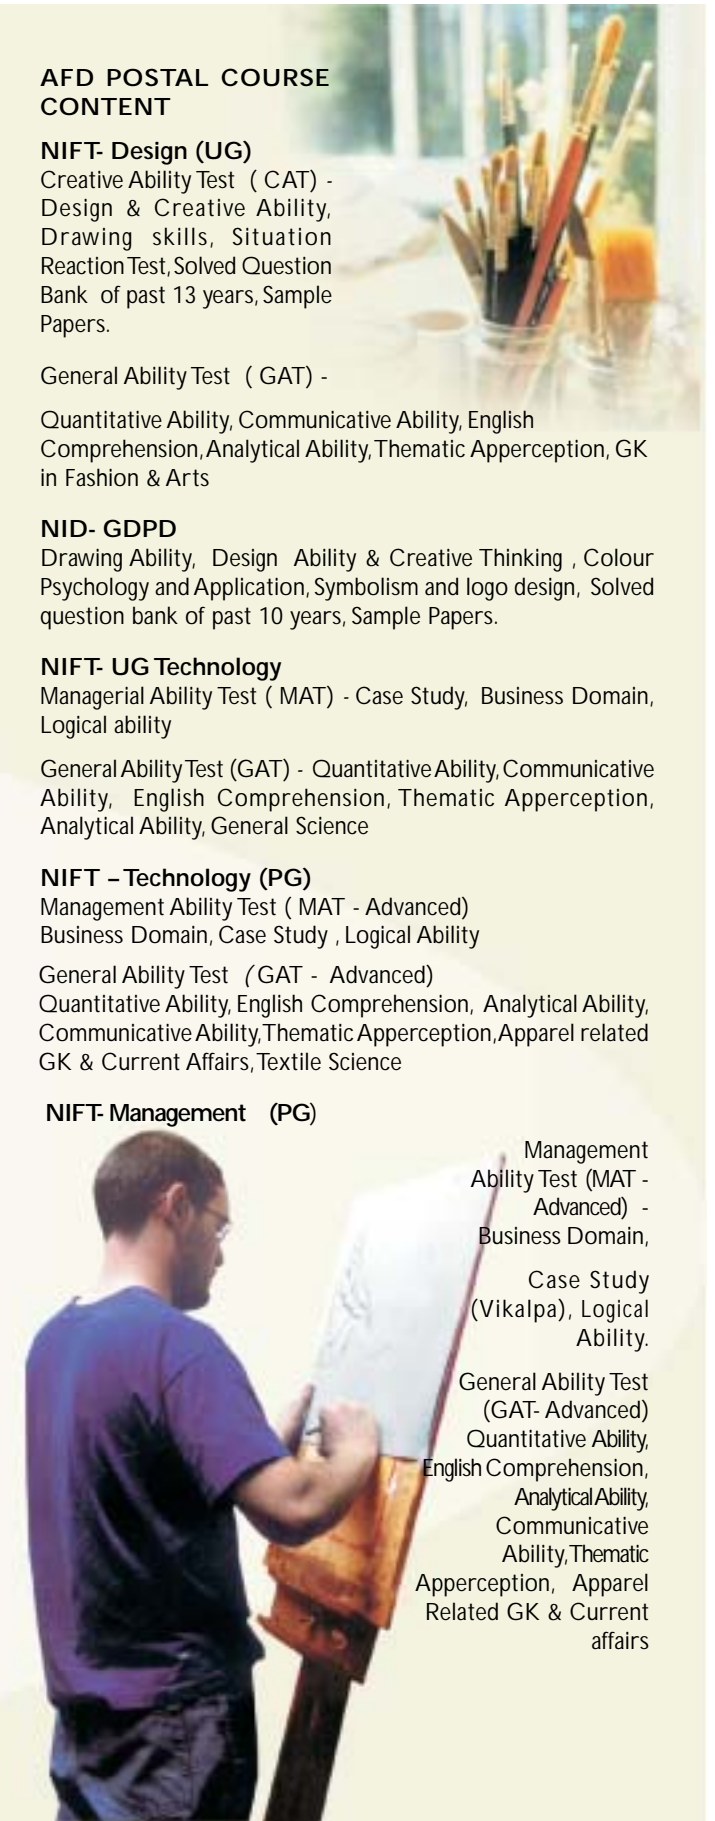 AFD POSTAL COURSE
CONTENT
NIFT- Design (UG)
Creative Ability Test ( CAT) -
Design & Creative Ability,
Drawing skills, Situation
Reaction Test, Solved Question
Bank of past 13 years, Sample
Papers.
General Ability Test ( GAT) -
Quantitative Ability, Communicative Ability, English
Comprehension, Analytical Ability, Thematic Apperception, GK
in Fashion & Arts
NID- GDPD
Drawing Ability, Design Ability & Creative Thinking , Colour
Psychology and Application, Symbolism and logo design, Solved
question bank of past 10 years, Sample Papers.
NIFT- UG Technology
Managerial Ability Test ( MAT) - Case Study, Business Domain,
Logical ability
General Ability Test (GAT) - Quantitative Ability, Communicative
Ability, English Comprehension, Thematic Apperception,
Analytical Ability, General Science
NIFT – Technology (PG)
Management Ability Test ( MAT - Advanced)
Business Domain, Case Study , Logical Ability
General Ability Test (GAT - Advanced)
Quantitative Ability, English Comprehension, Analytical Ability,
Communicative Ability, Thematic Apperception, Apparel related
GK & Current Affairs, Textile Science
NIFT- Management (PG)
Management
Ability Test (MAT -
Advanced) -
Business Domain,
Case Study
(Vikalpa), Logical
Ability.
General Ability Test
(GAT- Advanced)
Quantitative Ability,
English Comprehension,
Analytical Ability,
Communicative
Ability, Thematic
Apperception, Apparel
Related GK & Current
affairs